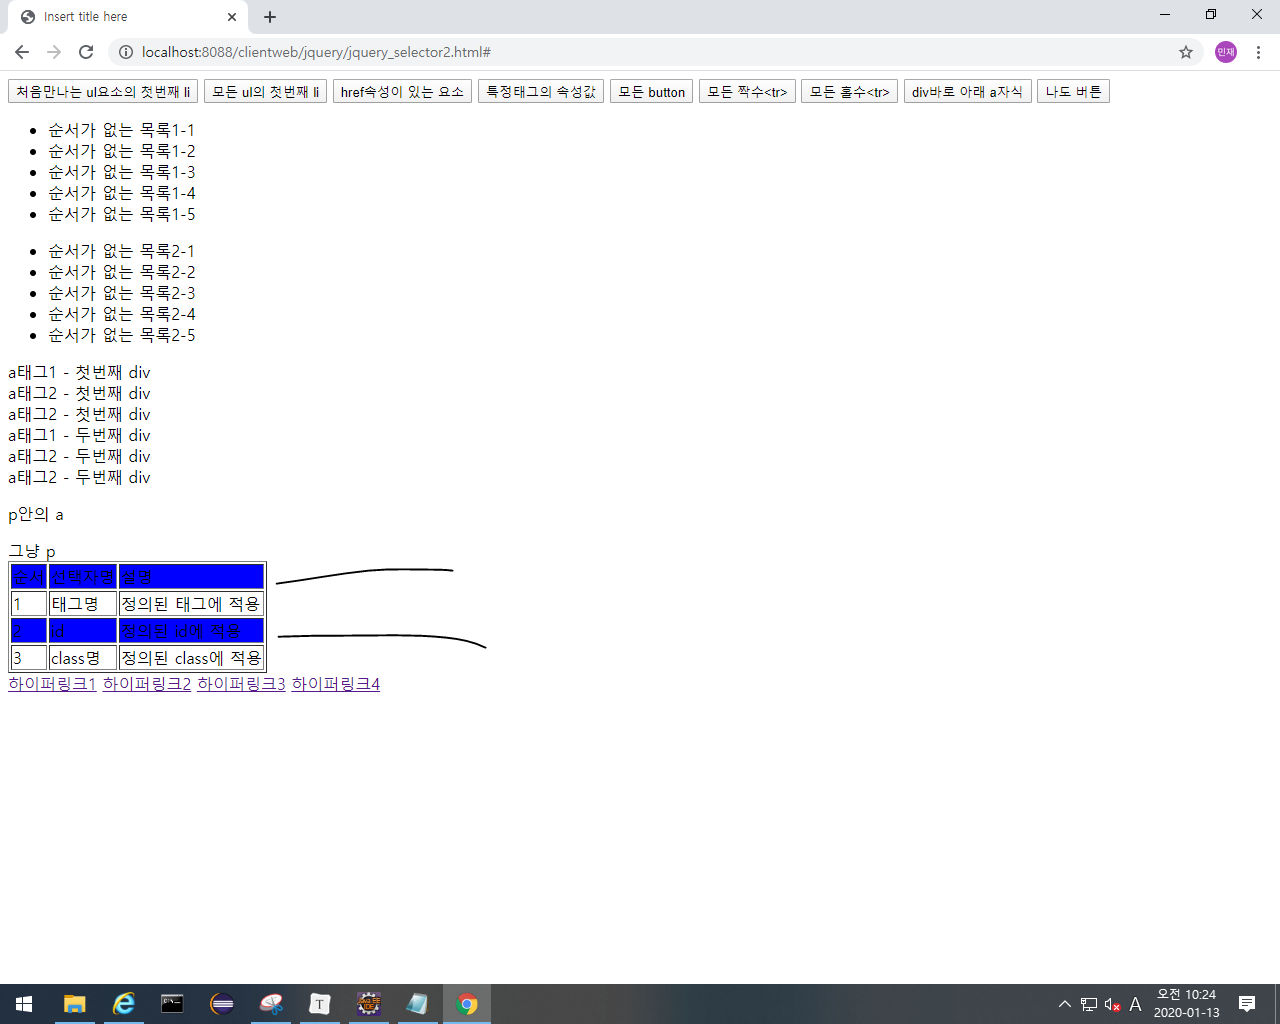 Insert title here
localhost:8088/clientweb/jquery/jquery_selector2.html#
민재
처음만나는 ul요소의 첫번째 li 모든 ul의 첫번째 li href속성이 있는 요소 특정태그의 속성값 모든 button 모든 짝수<tr> 모든 홀수<tr> div바로 아래 a자식 나도 버튼
순서가 없는 목록1-1
순서가 없는 목록1-2
순서가 없는 목록1-3
순서가 없는 목록1-4
순서가 없는 목록1-5
순서가 없는 목록2-1
순서가 없는 목록2-2
순서가 없는 목록2-3
순서가 없는 목록2-4
순서가 없는 목록2-5
a태그1 - 첫번째 div
a태그2 - 첫번째 div
a태그2 - 첫번째 div
a태그1 - 두번째 div
a태그2 - 두번째 div
a태그2 - 두번째 div
p안의 a
그냥 p
순서 선택자명 설명
1 태그명 정의된 태그에 적용
2 id 정의된 id에 적용
3 class명 정의된 class에 적용
하이퍼링크1 하이퍼링크2 하이퍼링크3 하이퍼링크4
T
A
오전 10:24
2020-01-13